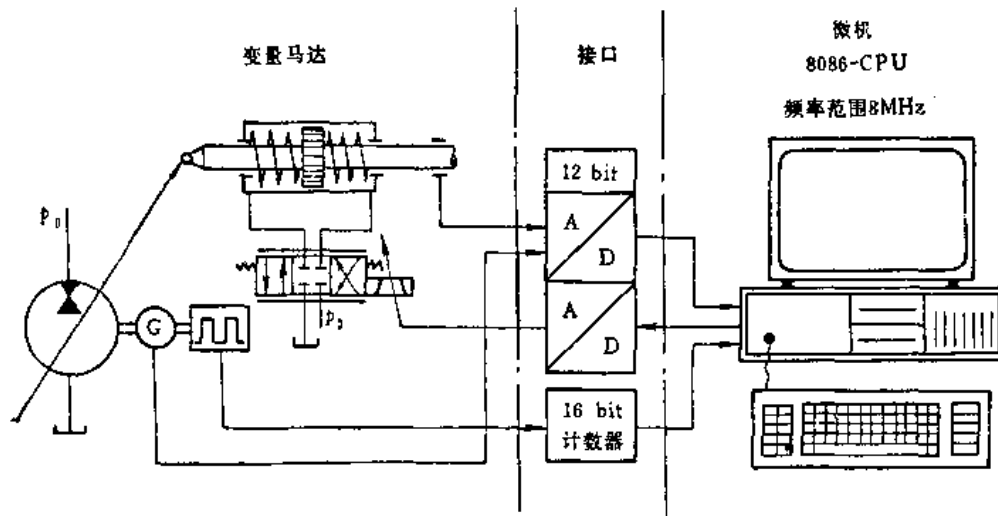 变量马达
接口
微机
8086-CPU
频率范围8MHz
12 bit
A
D
A
D
p₀
p₀
G
16 bit
计数器